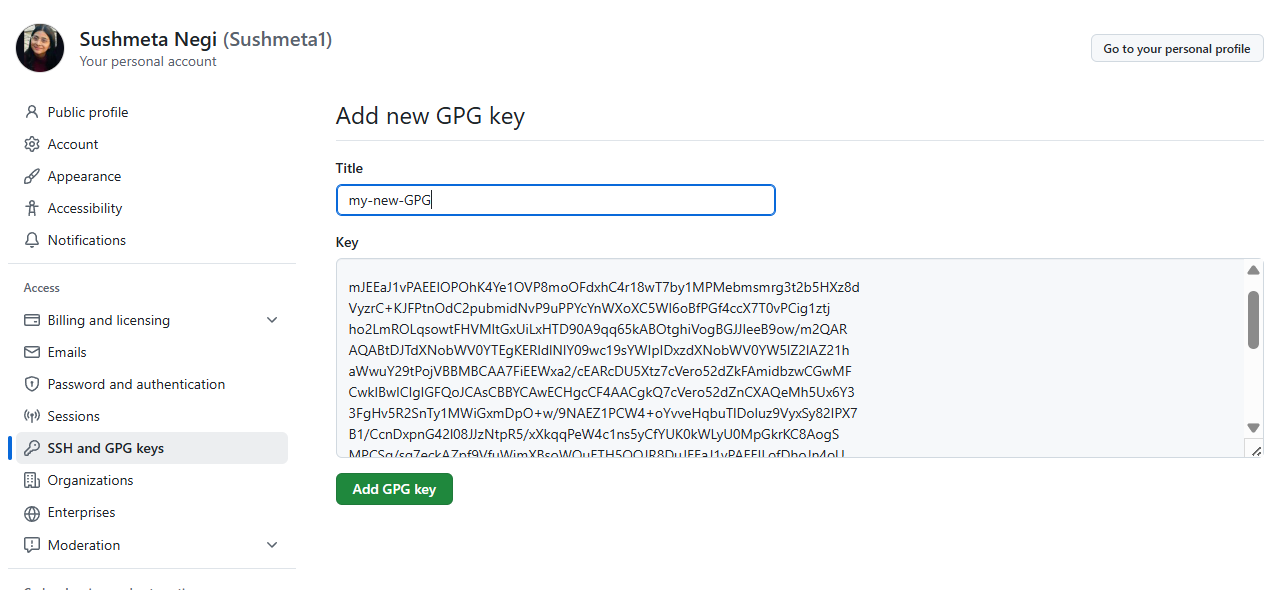 Sushmeta Negi (Sushmeta1)
Your personal account
Go to your personal profile
Public profile
Account
Appearance
Accessibility
Notifications
Access
Billing and licensing
Emails
Password and authentication
Sessions
SSH and GPG keys
Organizations
Enterprises
Moderation
Add new GPG key
Title
my-new-GPG
Key
mJEEaJ1vPAEEIOPOhK4Ye1OVP8moOFdxhC4r18wT7by1MPMebmsmrg3t2b5HXz8d
VyzrC+KJFPtnOdC2pubmidNvP9uPPYcYnWXoXC5WI6oBfPGf4ccX7T0vPCig1ztj
ho2LmROLqsowtFHVMItGxUiLxHTD90A9qq65kABOtghiVogBGJJIeeB9ow/m2QAR
AQABtDJTdXNobWV0YTEgKERldlNlY09wc19sYWIpIDxzdXNobWV0YW5lZ2lAZ21h
aWwuY29tPojVBBMBCAA7FiEEWxa2/cEARcDU5Xtz7cVero52dZkFAmidbzwCGwMF
CwkIBwICIgIGFQoJCAsCBBYCAwECHgcCF4AACgkQ7cVero52dZnCXAQeMh5Ux6Y3
3FgHv5R2SnTy1MWiGxmDpO+w/9NAEZ1PCW4+oYvveHqbuTlDoIuz9VyxSy82IPX7
B1/CcnDxpnG42I08JJzNtpR5/xXkqqPeW4c1ns5yCfYUK0kWLyU0MpGkrKC8AogS
Add GPG key